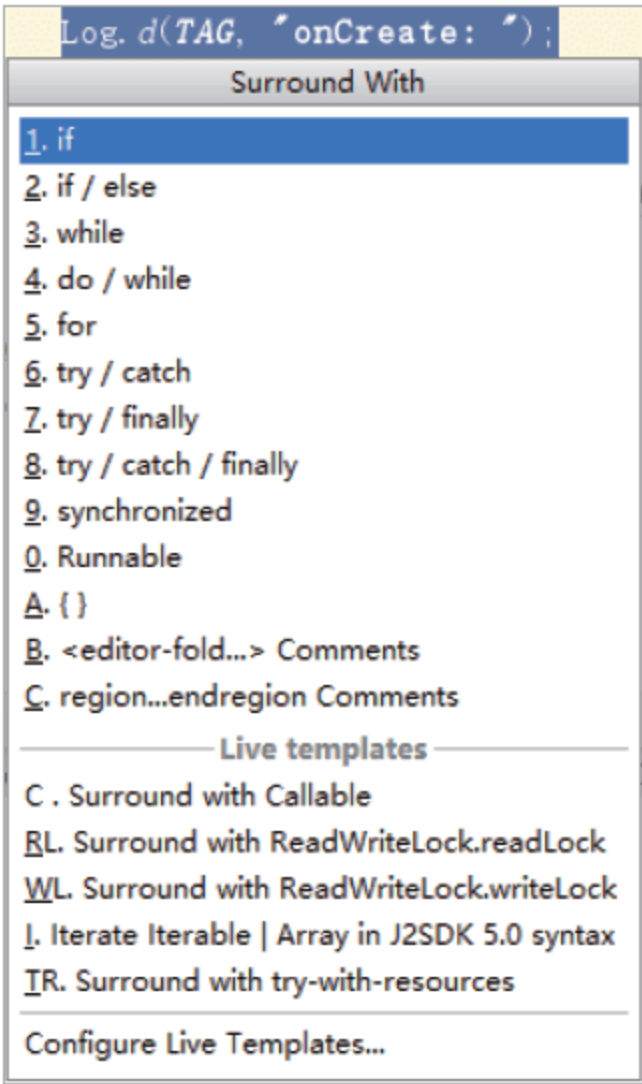 Log.d(TAG, "onCreate: ");
Surround With
1. if
2. if / else
3. while
4. do / while
5. for
6. try / catch
7. try / finally
8. try / catch / finally
9. synchronized
0. Runnable
A. { }
B. <editor-fold...> Comments
C. region...endregion Comments
Live templates
C . Surround with Callable
RL. Surround with ReadWriteLock.readLock
WL. Surround with ReadWriteLock.writeLock
I. Iterate Iterable | Array in J2SDK 5.0 syntax
TR. Surround with try-with-resources
Configure Live Templates...